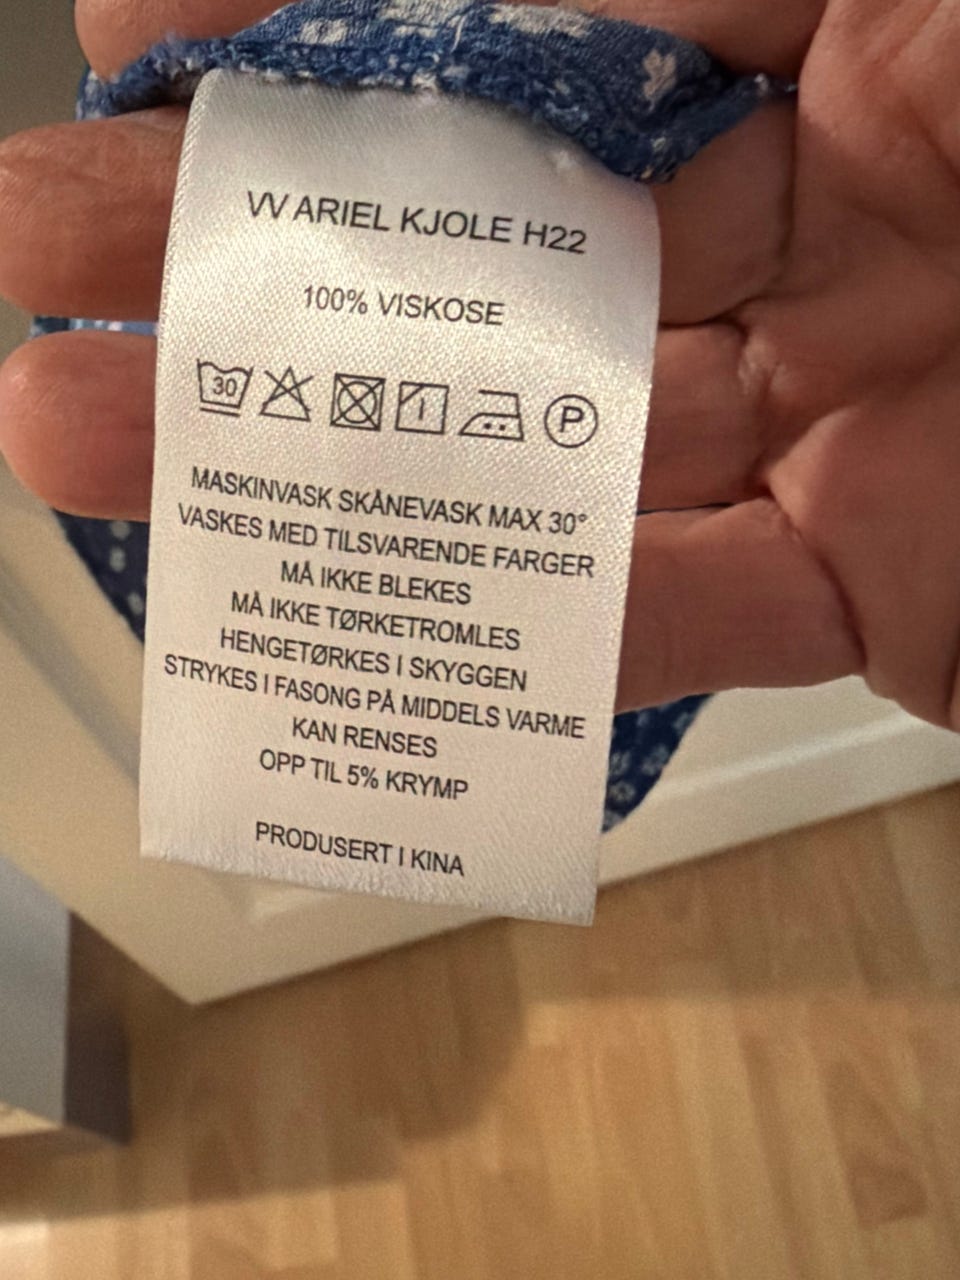 VV ARIEL KJOLE H22
100% VISKOSE
30 P
MASKINVASK SKÅNEVASK MAX 30°
VASKES MED TILSVARENDE FARGER
MÅ IKKE BLEKES
MÅ IKKE TØRKETROMLES
HENGETØRKES I SKYGGEN
STRYKES I FASONG PÅ MIDDELS VARME
KAN RENSES
OPP TIL 5% KRYMP
PRODUSERT I KINA